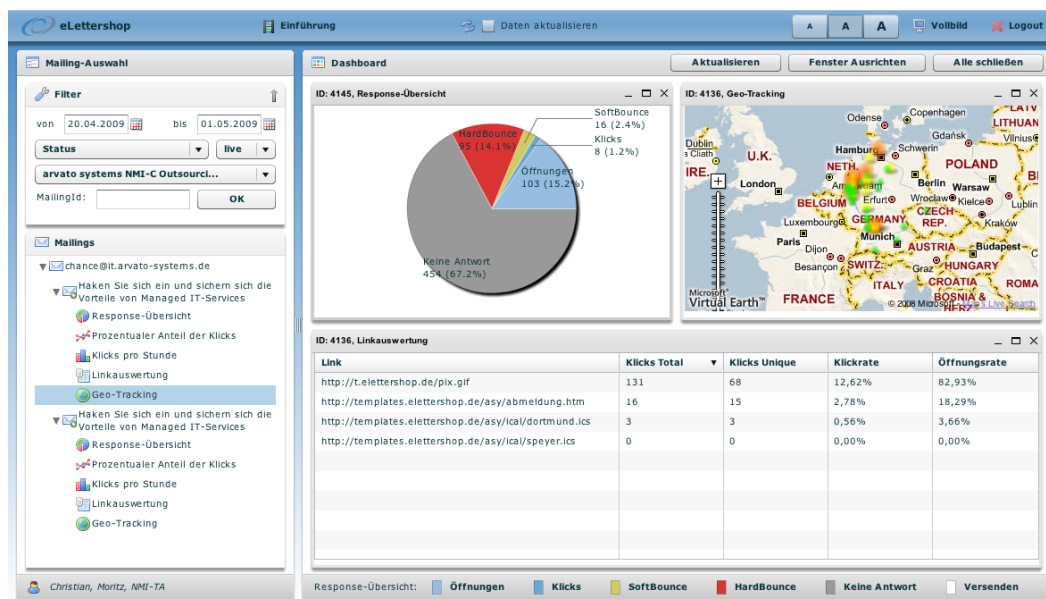 eLettershop
Einführung
Daten aktualisieren
A
A
A
Vollbild
Logout
Mailing-Auswahl
Filter
von 20.04.2009 bis 01.05.2009
Status live
arvato systems NMI-C Outsourci...
MailingId: OK
Mailings
chance@it.arvato-systems.de
Haken Sie sich ein und sichern sich die
Vorteile von Managed IT-Services
Response-Übersicht
Prozentualer Anteil der Klicks
Klicks pro Stunde
Linkauswertung
Geo-Tracking
Haken Sie sich ein und sichern sich die
Vorteile von Managed IT-Services
Response-Übersicht
Prozentualer Anteil der Klicks
Klicks pro Stunde
Linkauswertung
Geo-Tracking
Christian, Moritz, NMI-TA
Dashboard
Aktualisieren
Fenster Ausrichten
Alle schließen
ID: 4145, Response-Übersicht
SoftBounce
16 (2.4%)
Klicks
8 (1.2%)
HardBounce
95 (14.1%)
Öffnungen
103 (15.2%)
Keine Antwort
454 (67.2%)
ID: 4136, Geo-Tracking
LATV
Copenhagen
Odense
LITHUAN
Gdańsk
Vilnius
Dublin
a Cliath
U.K.
Hamburg
Schwerin
IRE.
NETH.
POLAND
London
Berlin
Warsaw
BELGIUM
Erfurt
Wrocław
Kielce
Lublin
Luxembourg
GERMANY
CZECH
REP.
Kraków
Paris
Munich
Dijon
AUSTRIA
Budapest
Besançon
SWITZ.
Graz
HUNGARY
ITALY
CROATIA
ROMA
Microsoft®
Virtual Earth™
FRANCE
BOSNIA &
HERZ.
© 2008 Microsoft
Live Search
ID: 4136, Linkauswertung
Link Klicks Total Klicks Unique Klickrate Öffnungsrate
http://t.elettershop.de/pix.gif 131 68 12,62% 82,93%
http://templates.elettershop.de/asy/abmeldung.htm 16 15 2,78% 18,29%
http://templates.elettershop.de/asy/ical/dortmund.ics 3 3 0,56% 3,66%
http://templates.elettershop.de/asy/ical/speyer.ics 0 0 0,00% 0,00%
Response-Übersicht: Öffnungen Klicks SoftBounce HardBounce Keine Antwort Versenden